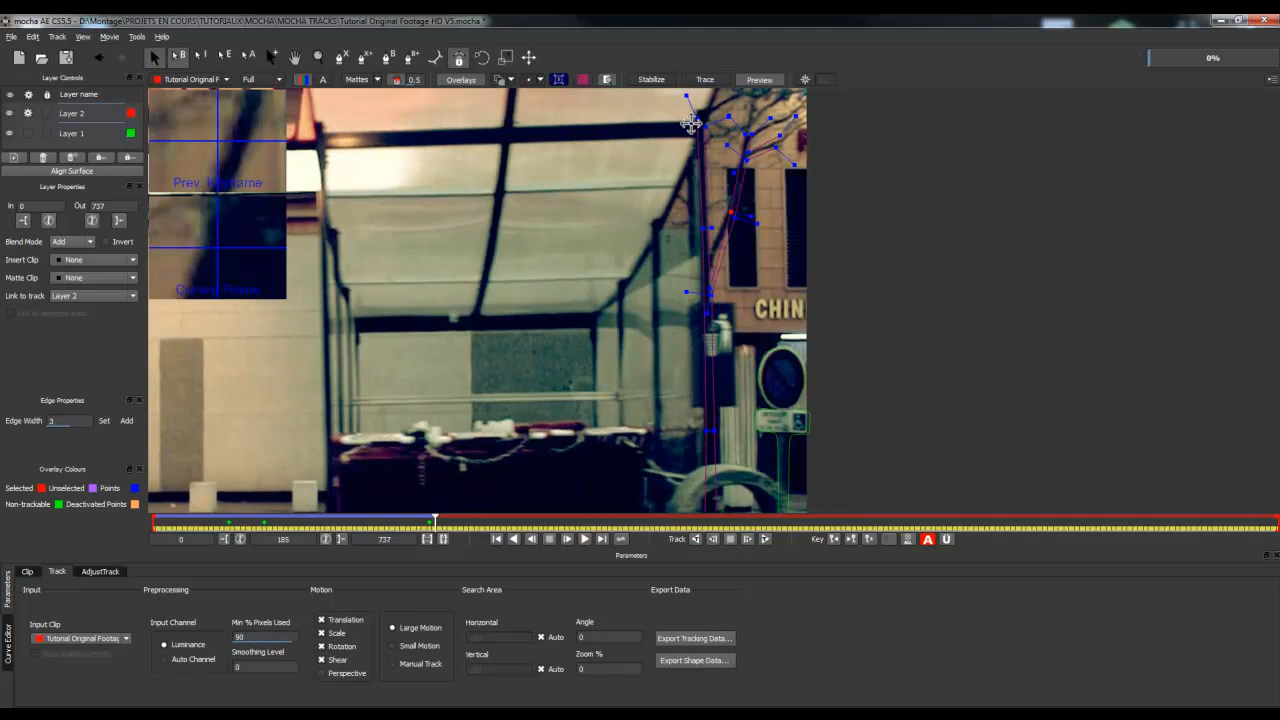 mocha AE CS5.5 - D:\Montage\PROJETS EN COURS\TUTORIAUX\MOCHA\MOCHA TRACKS\Tutorial Original Footage HD V5.mocha *
File Edit Movie Track View Tools Help
0%
Layer Controls
Tutorial Original F Full A Mattes 0.5 Overlays Stabilize Trace Preview
Layer name
Layer 2
Layer 1
Align Surface
Prev. Keyframe
Current Frame
Layer Properties
In 0 Out 737
Blend Mode Add Invert
Insert Clip None
Matte Clip None
Link to track Layer 2
CHIN
Edge Properties
Edge Width 3 Set Add
Overlay Colours
Selected Unselected Points
Non-trackable Deactivated Points
0 185 737 Track Key A Ü
Parameters
Clip Track AdjustTrack
Parameters
Curve Editor
Input Preprocessing Motion Search Area Export Data
Input Clip
Tutorial Original Footag
Input Channel
Luminance
Auto Channel
Min % Pixels Used
90
Smoothing Level
0
Translation
Scale
Rotation
Shear
Perspective
Large Motion
Small Motion
Manual Track
Horizontal
Auto
Vertical
Auto
Angle
0
Zoom %
0
Export Tracking Data...
Export Shape Data...